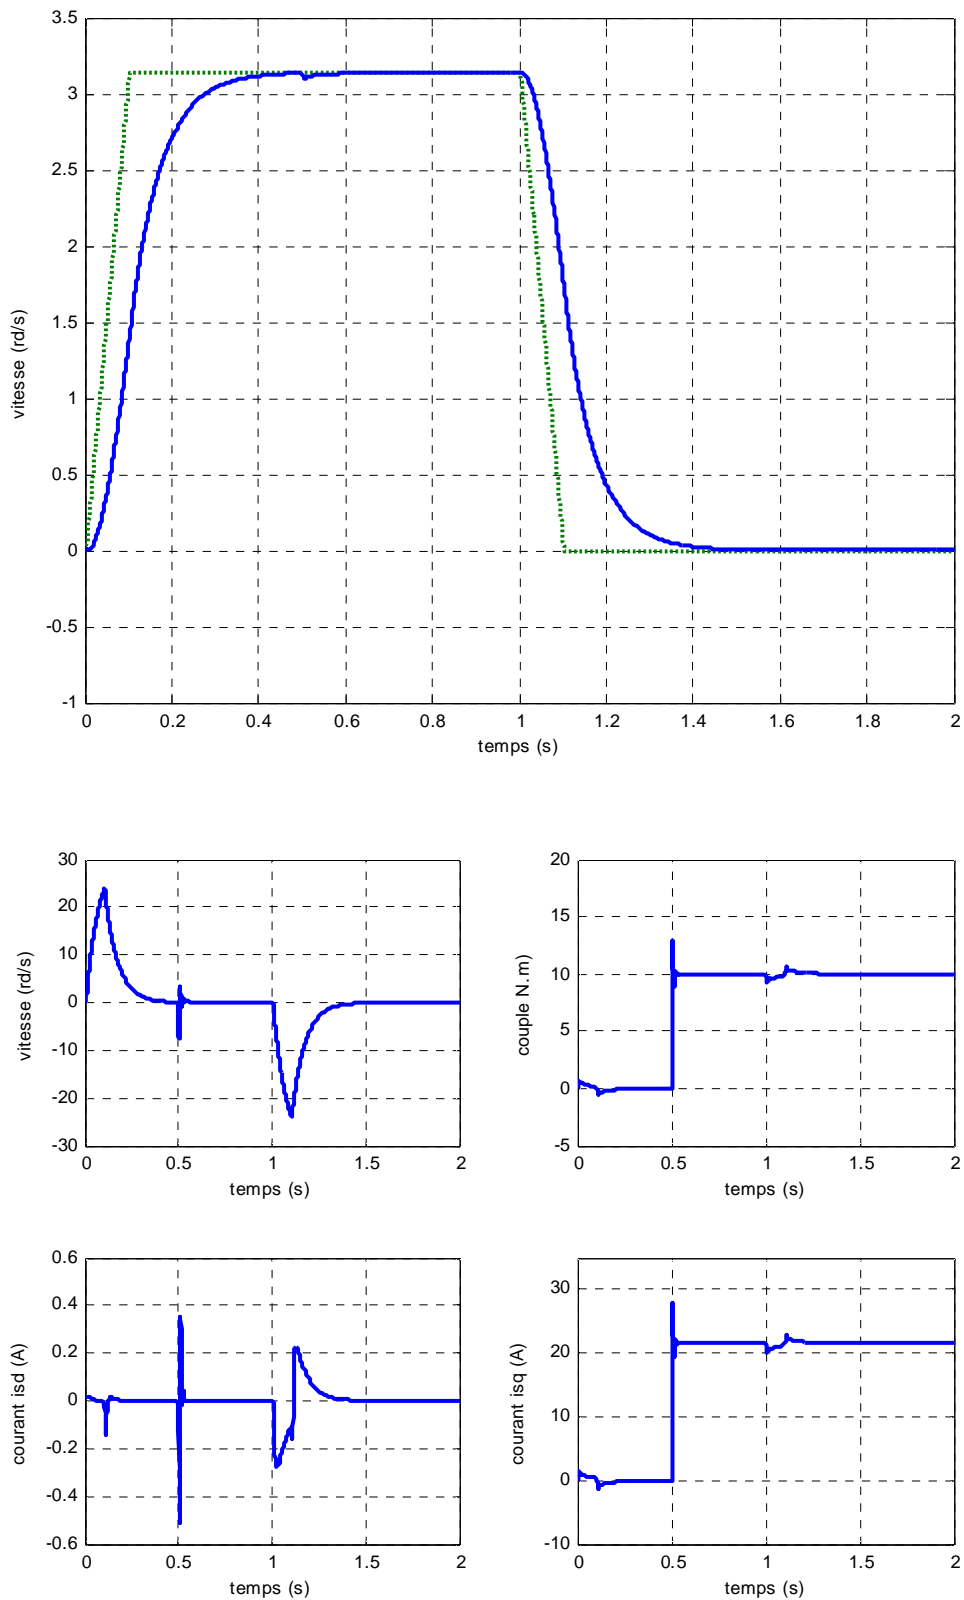 3.5
3
2.5
2
1.5
1
0.5
0
-0.5
-1
vitesse (rd/s)
0 0.2 0.4 0.6 0.8 1 1.2 1.4 1.6 1.8 2
temps (s)
30
20
10
0
-10
-20
-30
vitesse (rd/s)
0 0.5 1 1.5 2
temps (s)
20
15
10
5
0
-5
couple N.m)
0 0.5 1 1.5 2
temps (s)
0.6
0.4
0.2
0
-0.2
-0.4
-0.6
courant isd (A)
0 0.5 1 1.5 2
temps (s)
30
20
10
0
-10
courant isq (A)
0 0.5 1 1.5 2
temps (s)